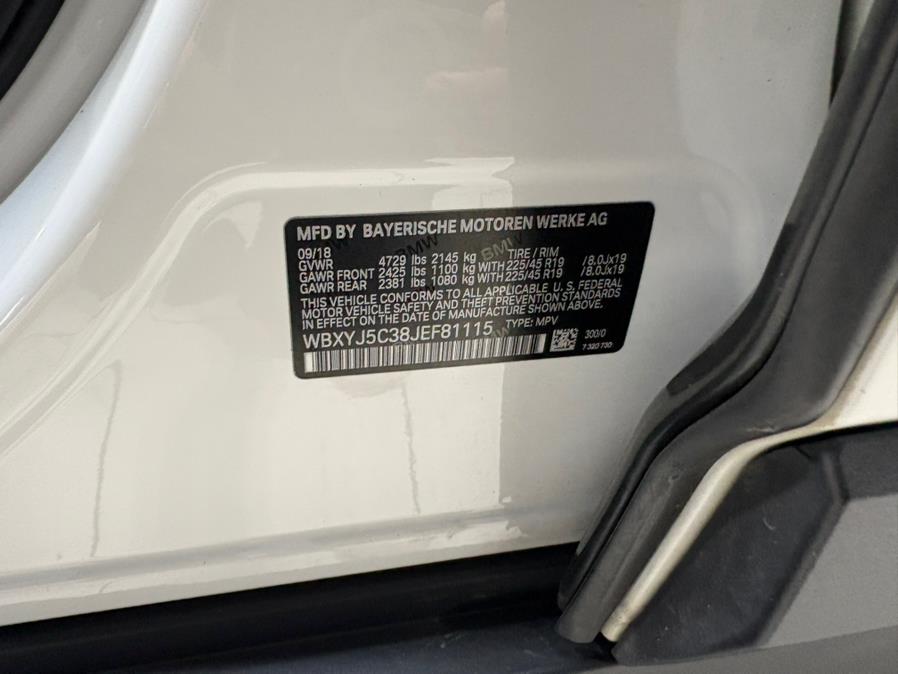 MFD BY BAYERISCHE MOTOREN WERKE AG
09/18 TIRE / RIM
GVWR 4729 lbs 2145 kg
GAWR FRONT 2425 lbs 1100 kg WITH 225/45 R19 / 8.0Jx19
GAWR REAR 2381 lbs 1080 kg WITH 225/45 R19 / 8.0Jx19
THIS VEHICLE CONFORMS TO ALL APPLICABLE U. S. FEDERAL
MOTOR VEHICLE SAFETY AND THEFT PREVENTION STANDARDS
IN EFFECT ON THE DATE OF MANUFACTURE SHOWN ABOVE.
WBXYJ5C38JEF81115 TYPE: MPV
300/0
7 320 730
BMW
BMW